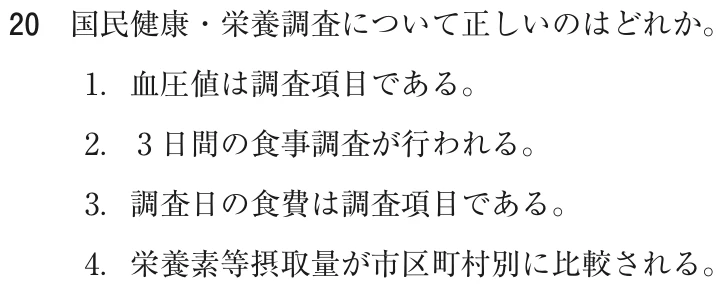 20 国民健康・栄養調査について正しいのはどれか。
1. 血圧値は調査項目である。
2. 3日間の食事調査が行われる。
3. 調査日の食費は調査項目である。
4. 栄養素等摂取量が市区町村別に比較される。